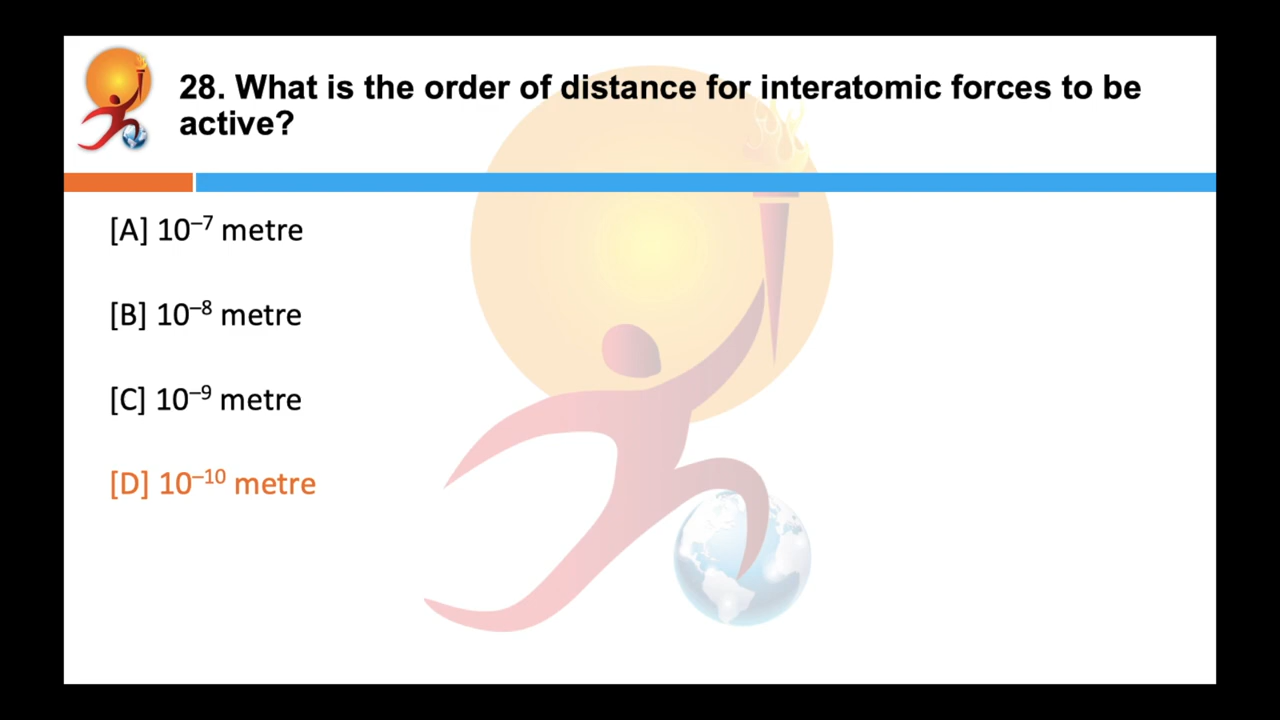 28. What is the order of distance for interatomic forces to be
active?
[A] 10⁻⁷ metre
[B] 10⁻⁸ metre
[C] 10⁻⁹ metre
[D] 10⁻¹⁰ metre